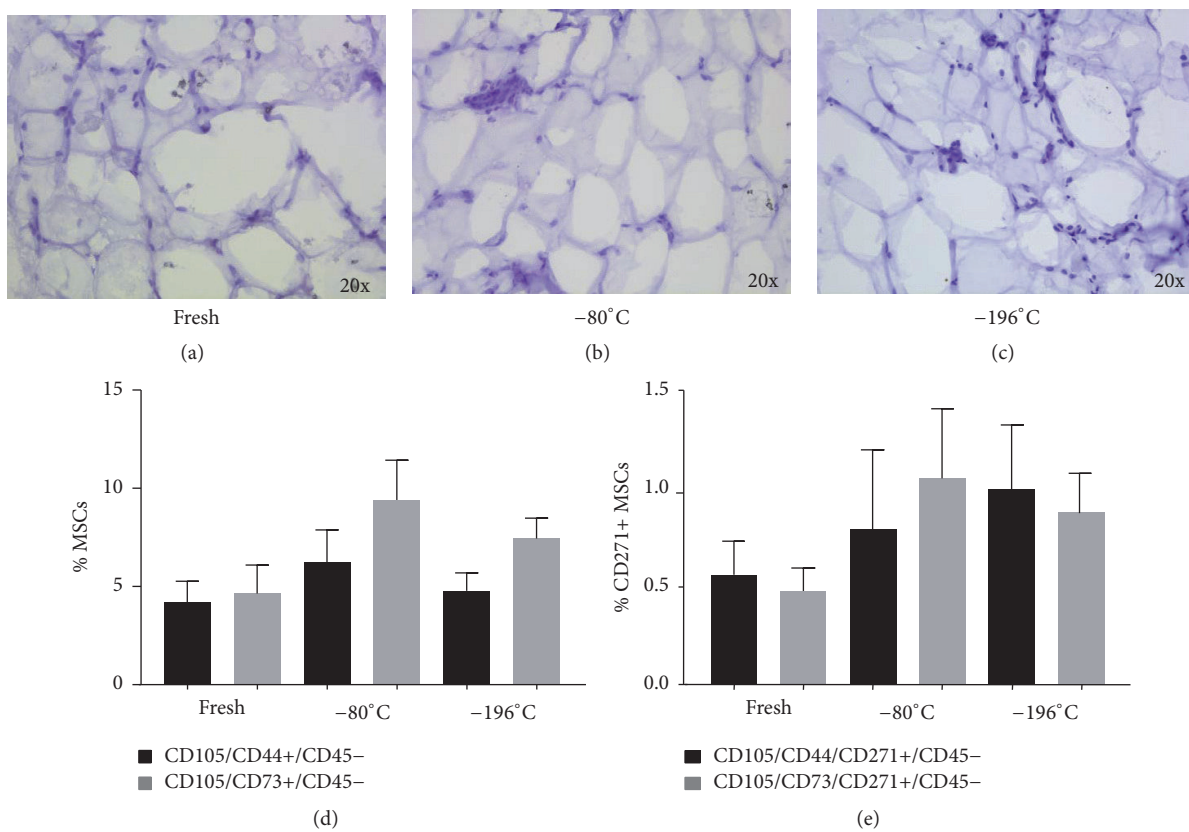 20x
20x
20x
Fresh
−80°C
−196°C
(a)
(b)
(c)
15
10
5
0
% MSCs
Fresh
−80°C
−196°C
CD105/CD44+/CD45−
CD105/CD73+/CD45−
(d)
1.5
1.0
0.5
0.0
% CD271+ MSCs
Fresh
−80°C
−196°C
CD105/CD44/CD271+/CD45−
CD105/CD73/CD271+/CD45−
(e)